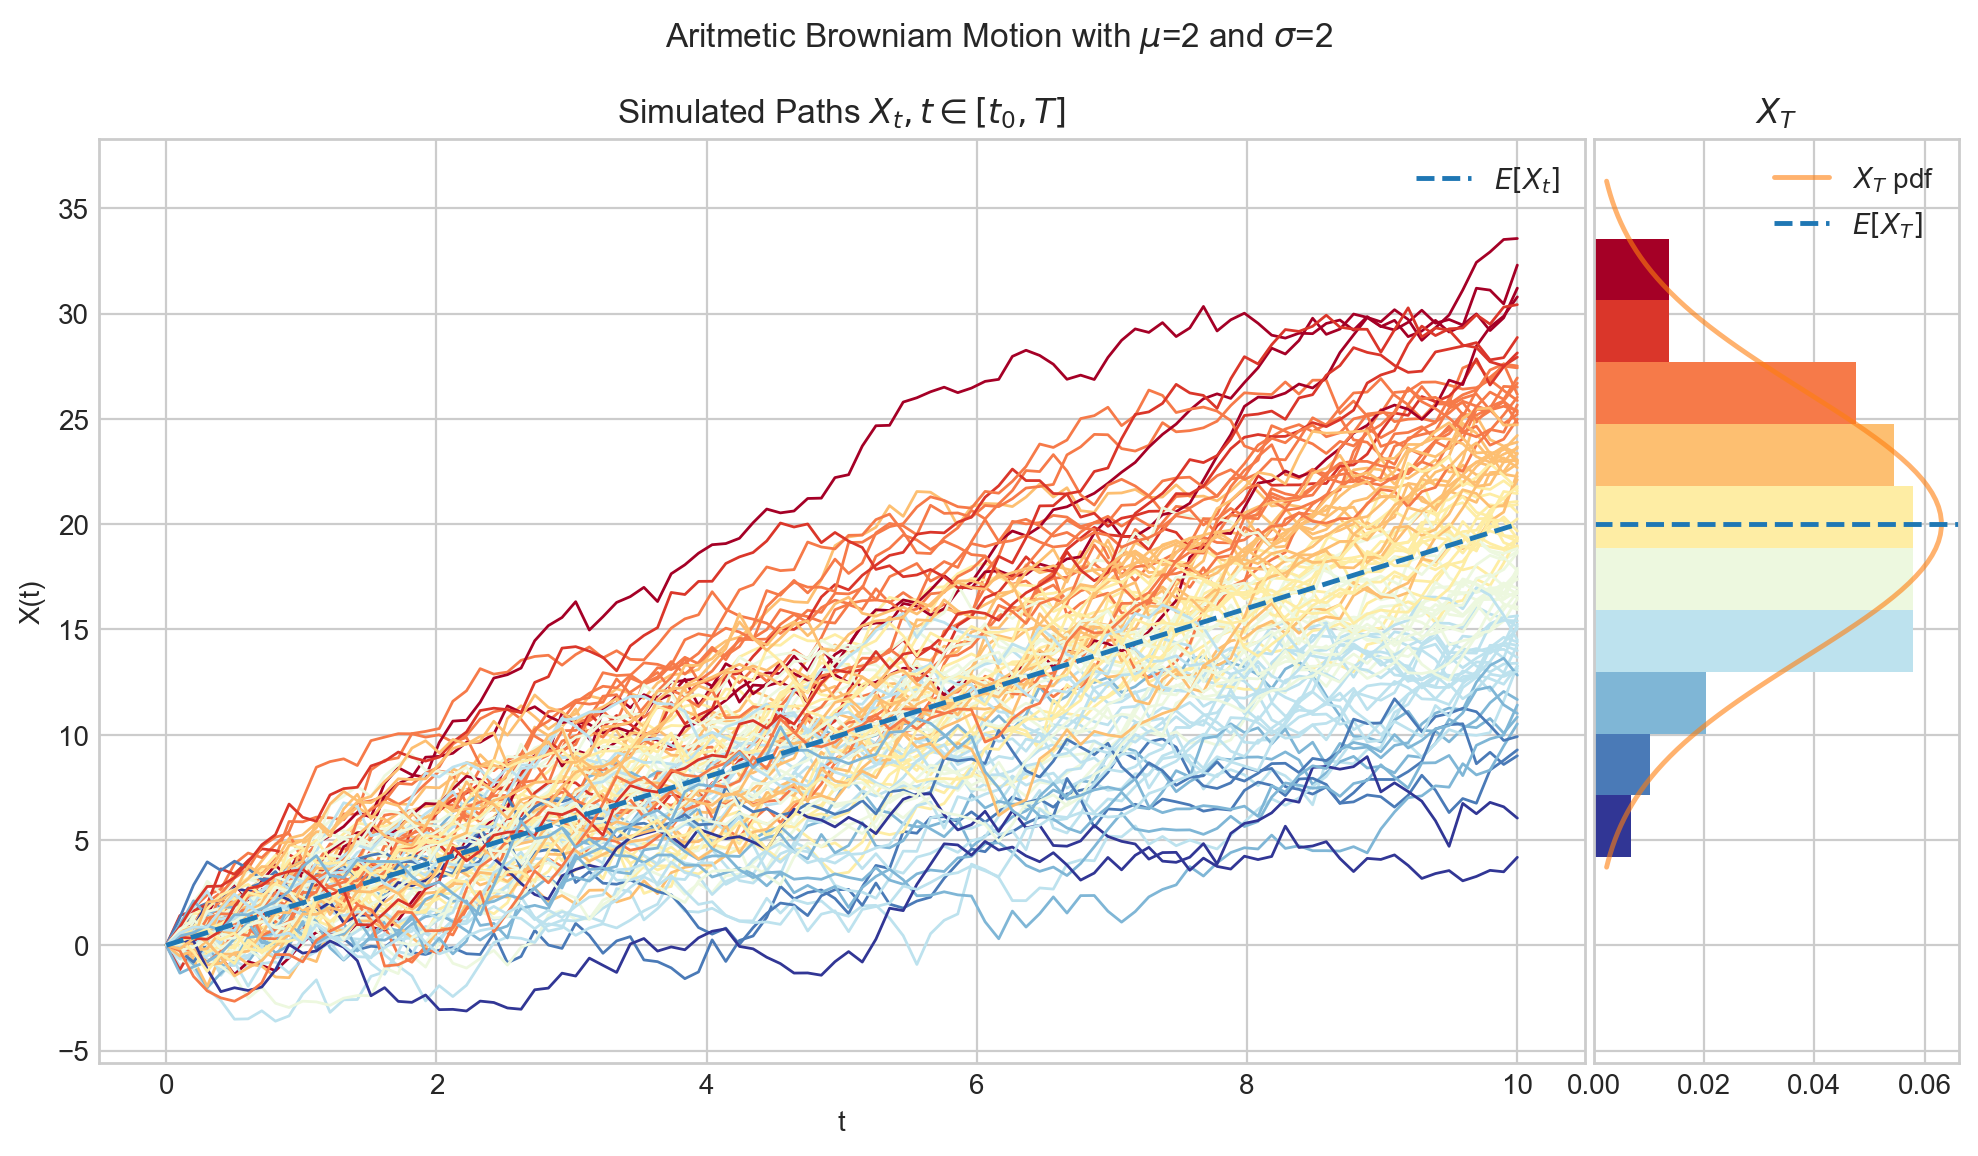 Aritmetic Browniam Motion with μ=2 and σ=2
Simulated Paths X_t, t ∈ [t_0, T]
X_T
E[X_t]
X_T pdf
E[X_T]
35
30
25
20
15
10
5
0
−5
X(t)
0 2 4 6 8 10
t
0.00 0.02 0.04 0.06